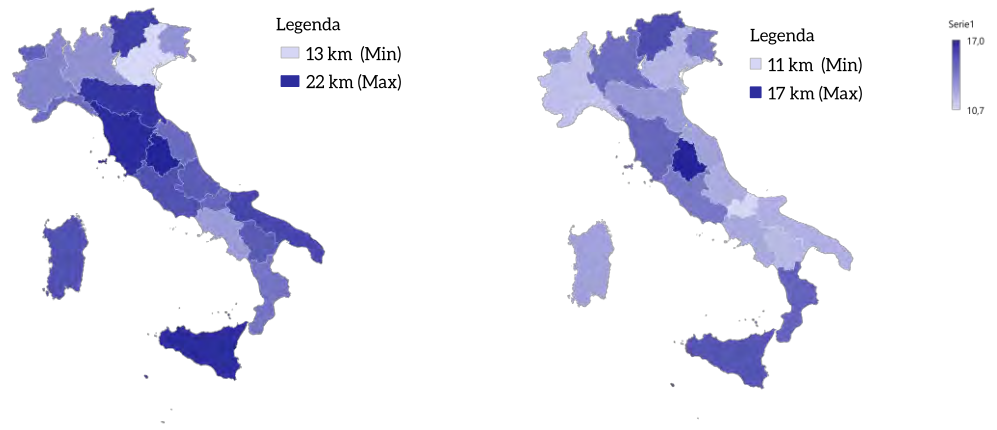 Legenda
13 km (Min)
22 km (Max)
Legenda
11 km (Min)
17 km (Max)
Serie1
17,0
10,7